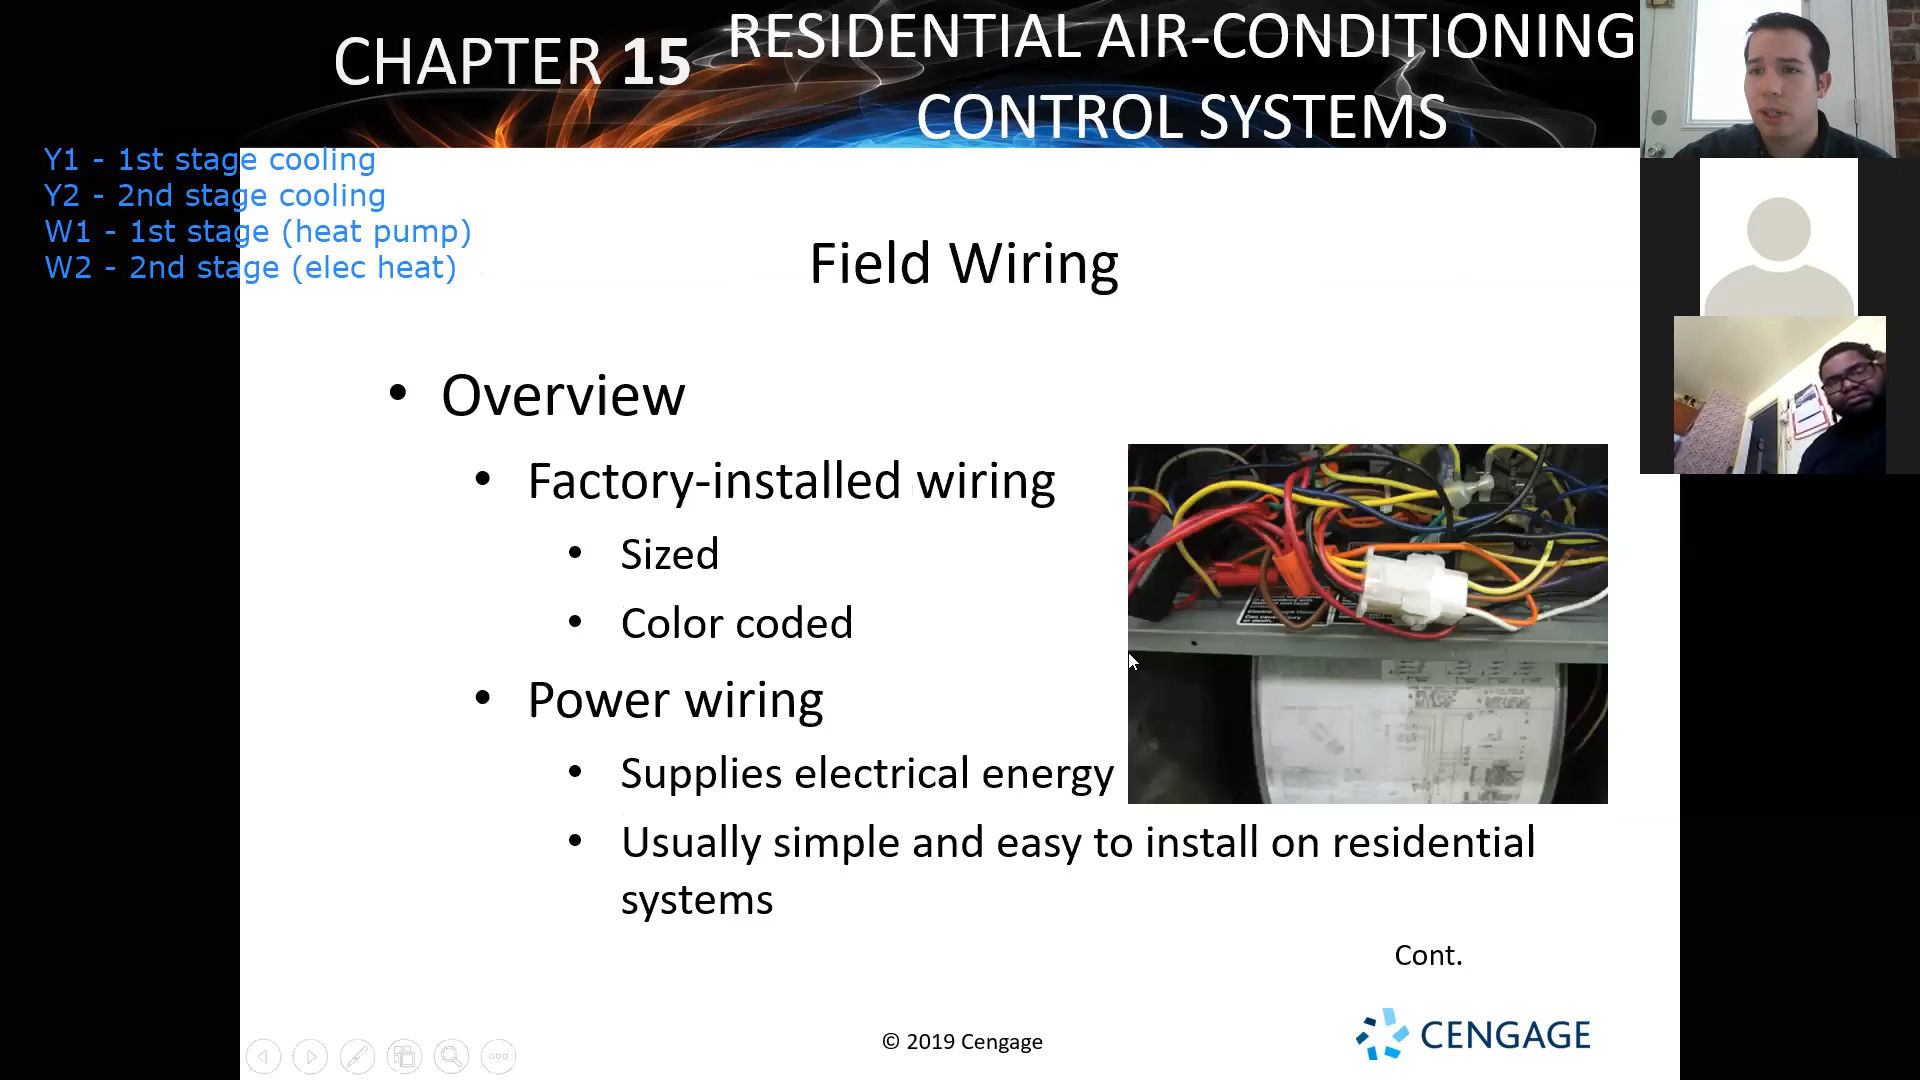 CHAPTER 15
RESIDENTIAL AIR-CONDITIONING
CONTROL SYSTEMS
Y1 - 1st stage cooling
Y2 - 2nd stage cooling
W1 - 1st stage (heat pump)
W2 - 2nd stage (elec heat)
Field Wiring
• Overview
• Factory-installed wiring
• Sized
• Color coded
• Power wiring
• Supplies electrical energy
• Usually simple and easy to install on residential
systems
Cont.
© 2019 Cengage
CENGAGE